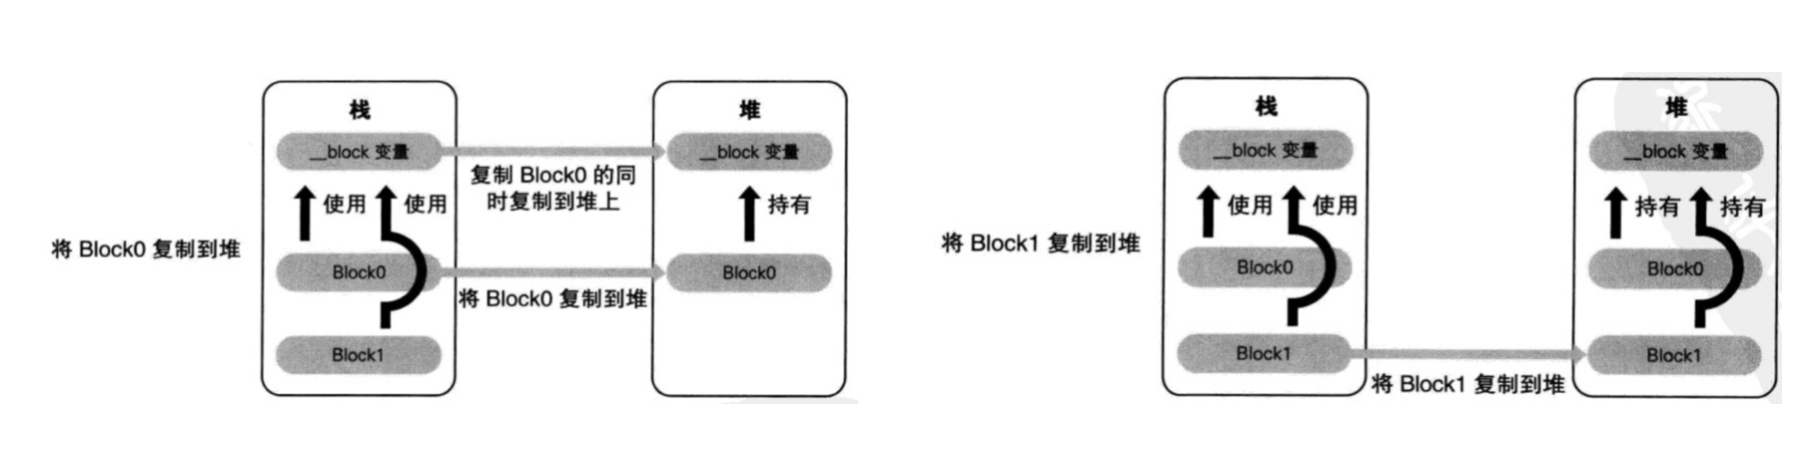 栈
__block 变量
使用
使用
将 Block0 复制到堆
Block0
Block1
复制 Block0 的同
时复制到堆上
将 Block0 复制到堆
堆
__block 变量
持有
Block0
将 Block1 复制到堆
栈
__block 变量
使用
使用
Block0
Block1
将 Block1 复制到堆
堆
__block 变量
持有
持有
Block0
Block1